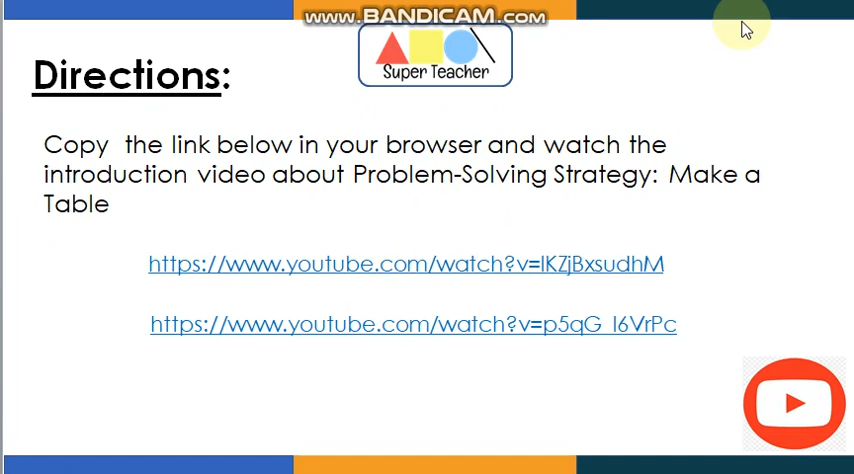 www.BANDICAM.com
Super Teacher
Directions:
Copy the link below in your browser and watch the
introduction video about Problem-Solving Strategy: Make a
Table
https://www.youtube.com/watch?v=lKZjBxsudhM
https://www.youtube.com/watch?v=p5qG_l6VrPc